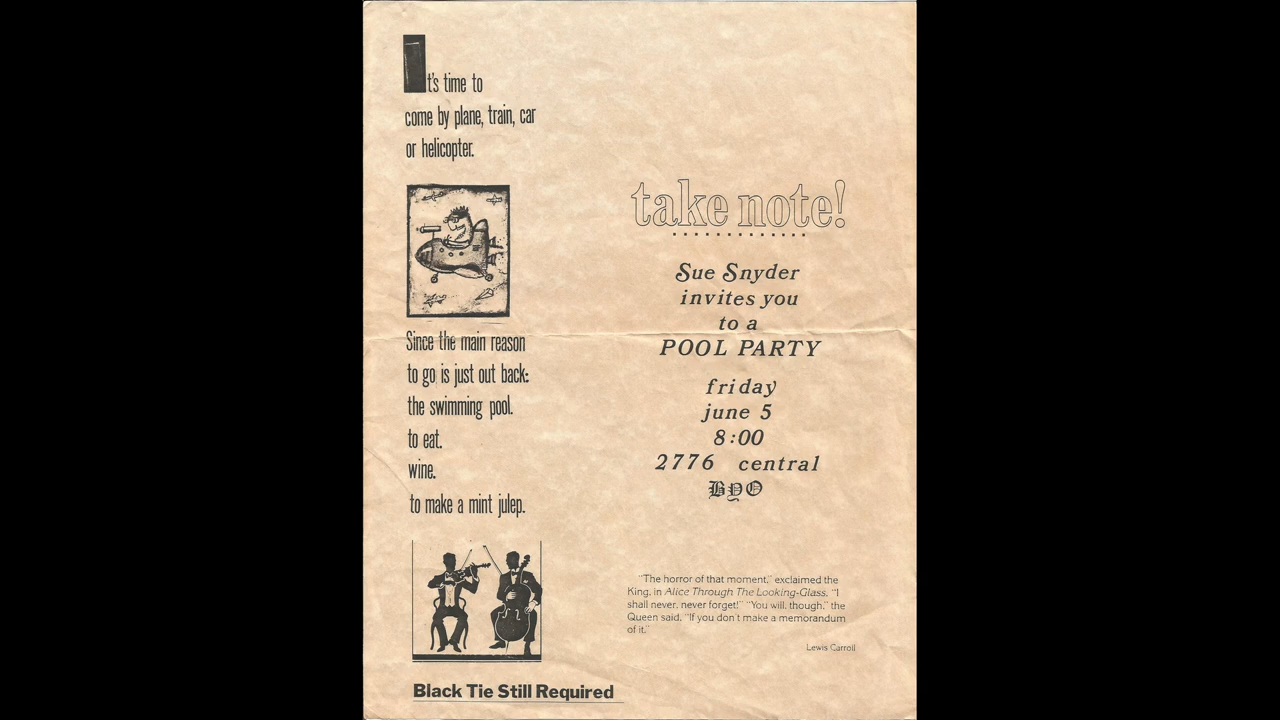 It's time to
come by plane, train, car
or helicopter.
Since the main reason
to go is just out back:
the swimming pool.
to eat.
wine.
to make a mint julep.
Black Tie Still Required
take note!
Sue Snyder
invites you
to a
POOL PARTY
friday
june 5
8:00
2776 central
BYO
"The horror of that moment," exclaimed the
King, in Alice Through The Looking-Glass, "I
shall never, never forget!" "You will, though," the
Queen said, "If you don't make a memorandum
of it."
Lewis Carroll